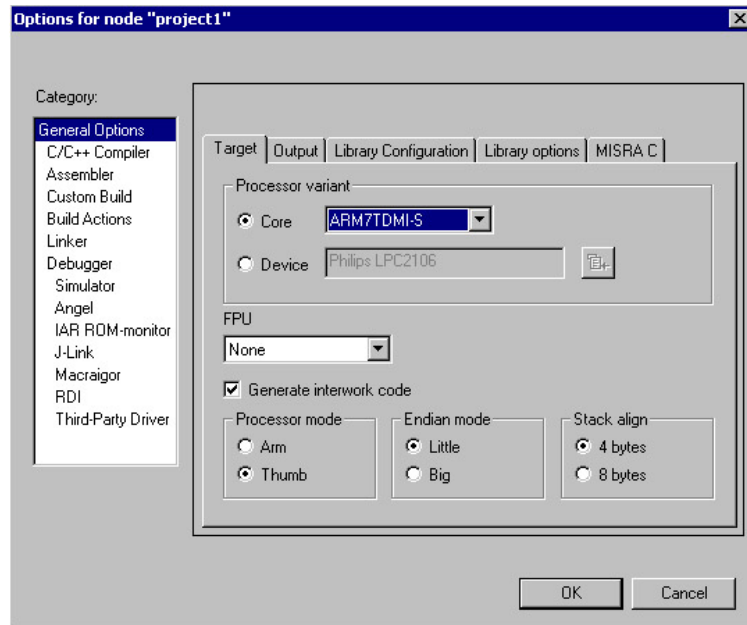 Options for node "project1"
Category:
General Options
C/C++ Compiler
Assembler
Custom Build
Build Actions
Linker
Debugger
Simulator
Angel
IAR ROM-monitor
J-Link
Macraigor
RDI
Third-Party Driver
Target Output Library Configuration Library options MISRA C
Processor variant
Core ARM7TDMI-S
Device Philips LPC2106
FPU
None
Generate interwork code
Processor mode
Arm
Thumb
Endian mode
Little
Big
Stack align
4 bytes
8 bytes
OK Cancel